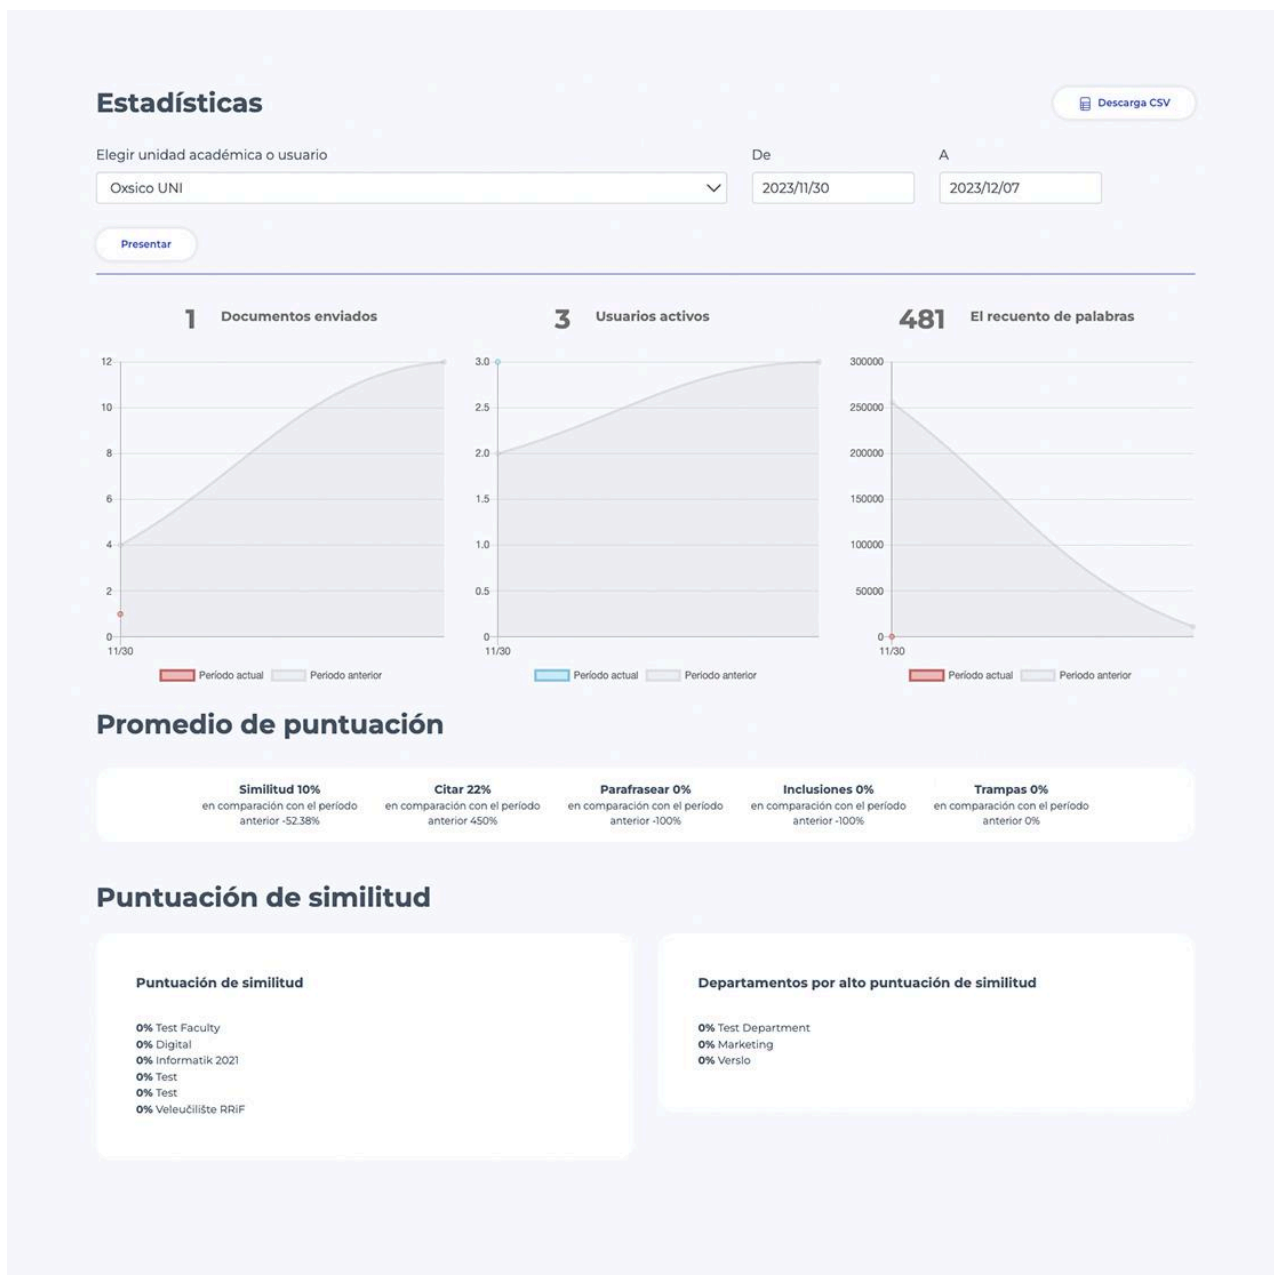 Estadísticas
Descarga CSV
Elegir unidad académica o usuario
De
A
Oxsico UNI
2023/11/30
2023/12/07
Presentar
1 Documentos enviados
3 Usuarios activos
481 El recuento de palabras
12
10
8
6
4
2
0
11/30
Período actual
Periodo anterior
3.0
2.5
2.0
1.5
1.0
0.5
0
11/30
Período actual
Periodo anterior
300000
250000
200000
150000
100000
50000
0
11/30
Período actual
Periodo anterior
Promedio de puntuación
Similitud 10%
en comparación con el período
anterior -52.38%
Citar 22%
en comparación con el período
anterior 450%
Parafrasear 0%
en comparación con el período
anterior -100%
Inclusiones 0%
en comparación con el período
anterior -100%
Trampas 0%
en comparación con el período
anterior 0%
Puntuación de similitud
Puntuación de similitud
0% Test Faculty
0% Digital
0% Informatik 2021
0% Test
0% Test
0% Veleučilište RRiF
Departamentos por alto puntuación de similitud
0% Test Department
0% Marketing
0% Verslo